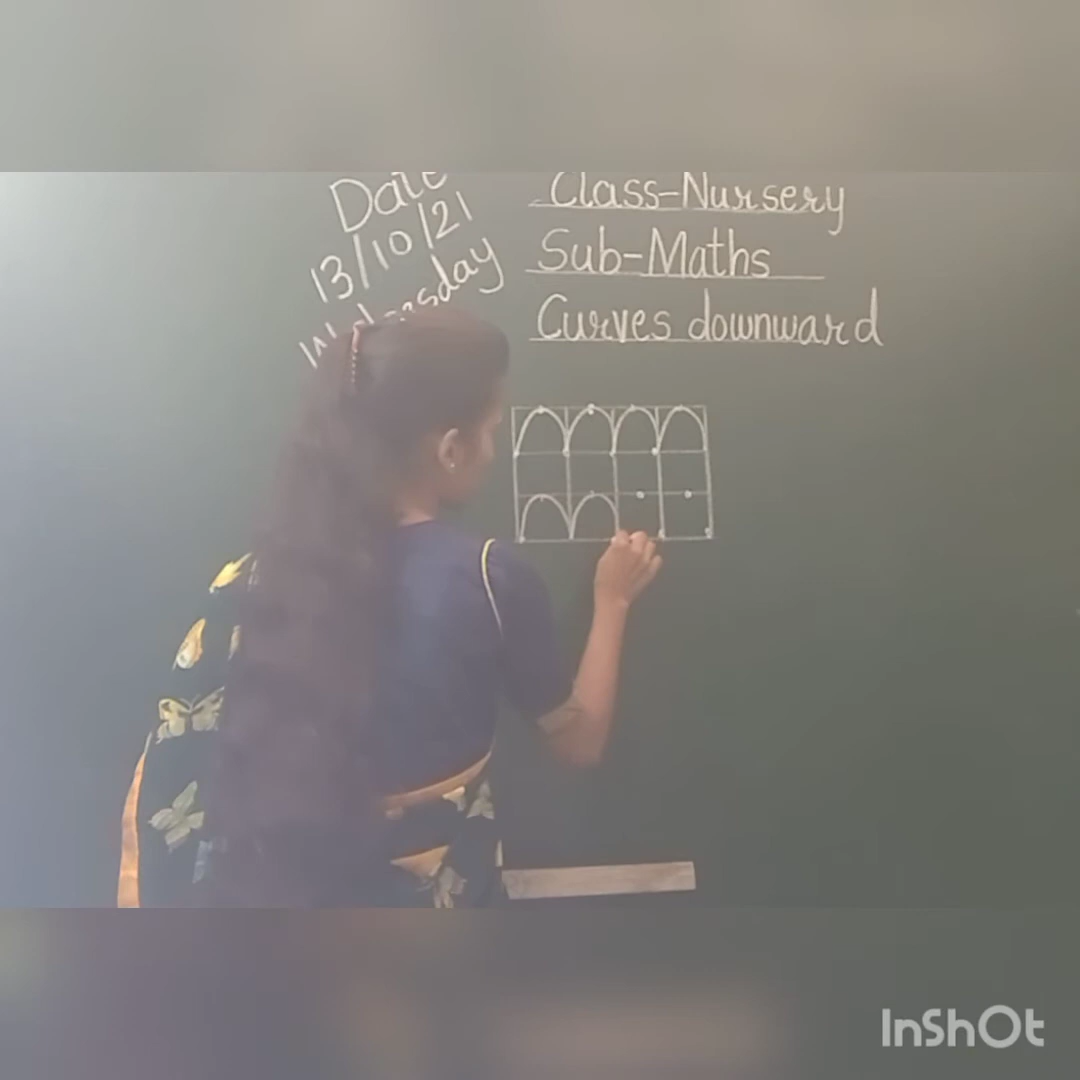 Date
13/10/21
Class-Nursery
Sub-Maths
Curves downward
InShOt